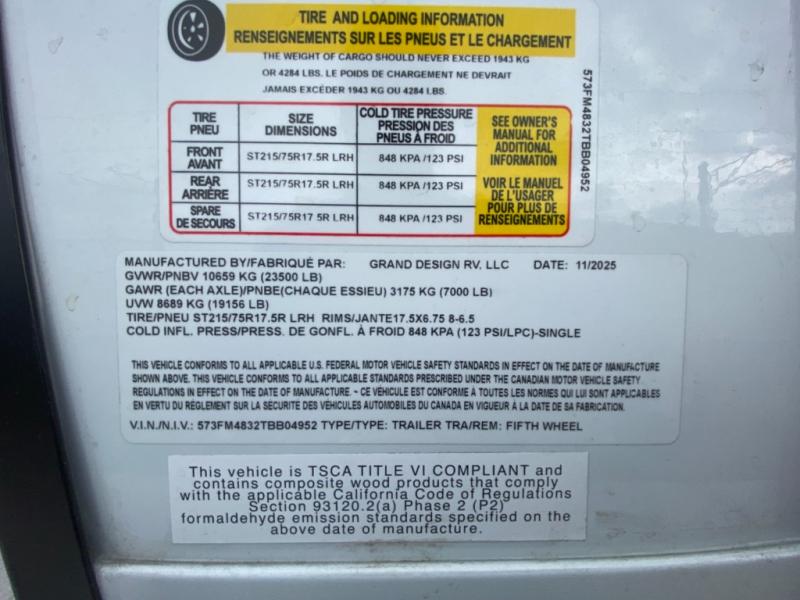 TIRE AND LOADING INFORMATION
RENSEIGNEMENTS SUR LES PNEUS ET LE CHARGEMENT
THE WEIGHT OF CARGO SHOULD NEVER EXCEED 1943 KG
OR 4284 LBS. LE POIDS DE CHARGEMENT NE DEVRAIT
JAMAIS EXCÉDER 1943 KG OU 4284 LBS.
TIRE PNEU SIZE DIMENSIONS COLD TIRE PRESSURE PRESSION DES PNEUS À FROID
FRONT AVANT ST215/75R17.5R LRH 848 KPA /123 PSI
REAR ARRIÈRE ST215/75R17.5R LRH 848 KPA /123 PSI
SPARE DE SECOURS ST215/75R17 5R LRH 848 KPA /123 PSI
SEE OWNER'S
MANUAL FOR
ADDITIONAL
INFORMATION
VOIR LE MANUEL
DE L'USAGER
POUR PLUS DE
RENSEIGNEMENTS
573FM4832TBB04952
MANUFACTURED BY/FABRIQUÉ PAR: GRAND DESIGN RV, LLC DATE: 11/2025
GVWR/PNBV 10659 KG (23500 LB)
GAWR (EACH AXLE)/PNBE(CHAQUE ESSIEU) 3175 KG (7000 LB)
UVW 8689 KG (19156 LB)
TIRE/PNEU ST215/75R17.5R LRH RIMS/JANTE17.5X6.75 8-6.5
COLD INFL. PRESS/PRESS. DE GONFL. À FROID 848 KPA (123 PSI/LPC)-SINGLE
THIS VEHICLE CONFORMS TO ALL APPLICABLE U.S. FEDERAL MOTOR VEHICLE SAFETY STANDARDS IN EFFECT ON THE DATE OF MANUFACTURE
SHOWN ABOVE. THIS VEHICLE CONFORMS TO ALL APPLICABLE STANDARDS PRESCRIBED UNDER THE CANADIAN MOTOR VEHICLE SAFETY
REGULATIONS IN EFFECT ON THE DATE OF MANUFACTURE. - CE VÉHICULE EST CONFORME À TOUTES LES NORMES QUI LUI SONT APPLICABLES
EN VERTU DU RÈGLEMENT SUR LA SÉCURITÉ DES VÉHICULES AUTOMOBILES DU CANADA EN VIGUEUR À LA DATE DE SA FABRICATION.
V.I.N./N.I.V.: 573FM4832TBB04952 TYPE/TYPE: TRAILER TRA/REM: FIFTH WHEEL
This vehicle is TSCA TITLE VI COMPLIANT and
contains composite wood products that comply
with the applicable California Code of Regulations
Section 93120.2(a) Phase 2 (P2)
formaldehyde emission standards specified on the
above date of manufacture.